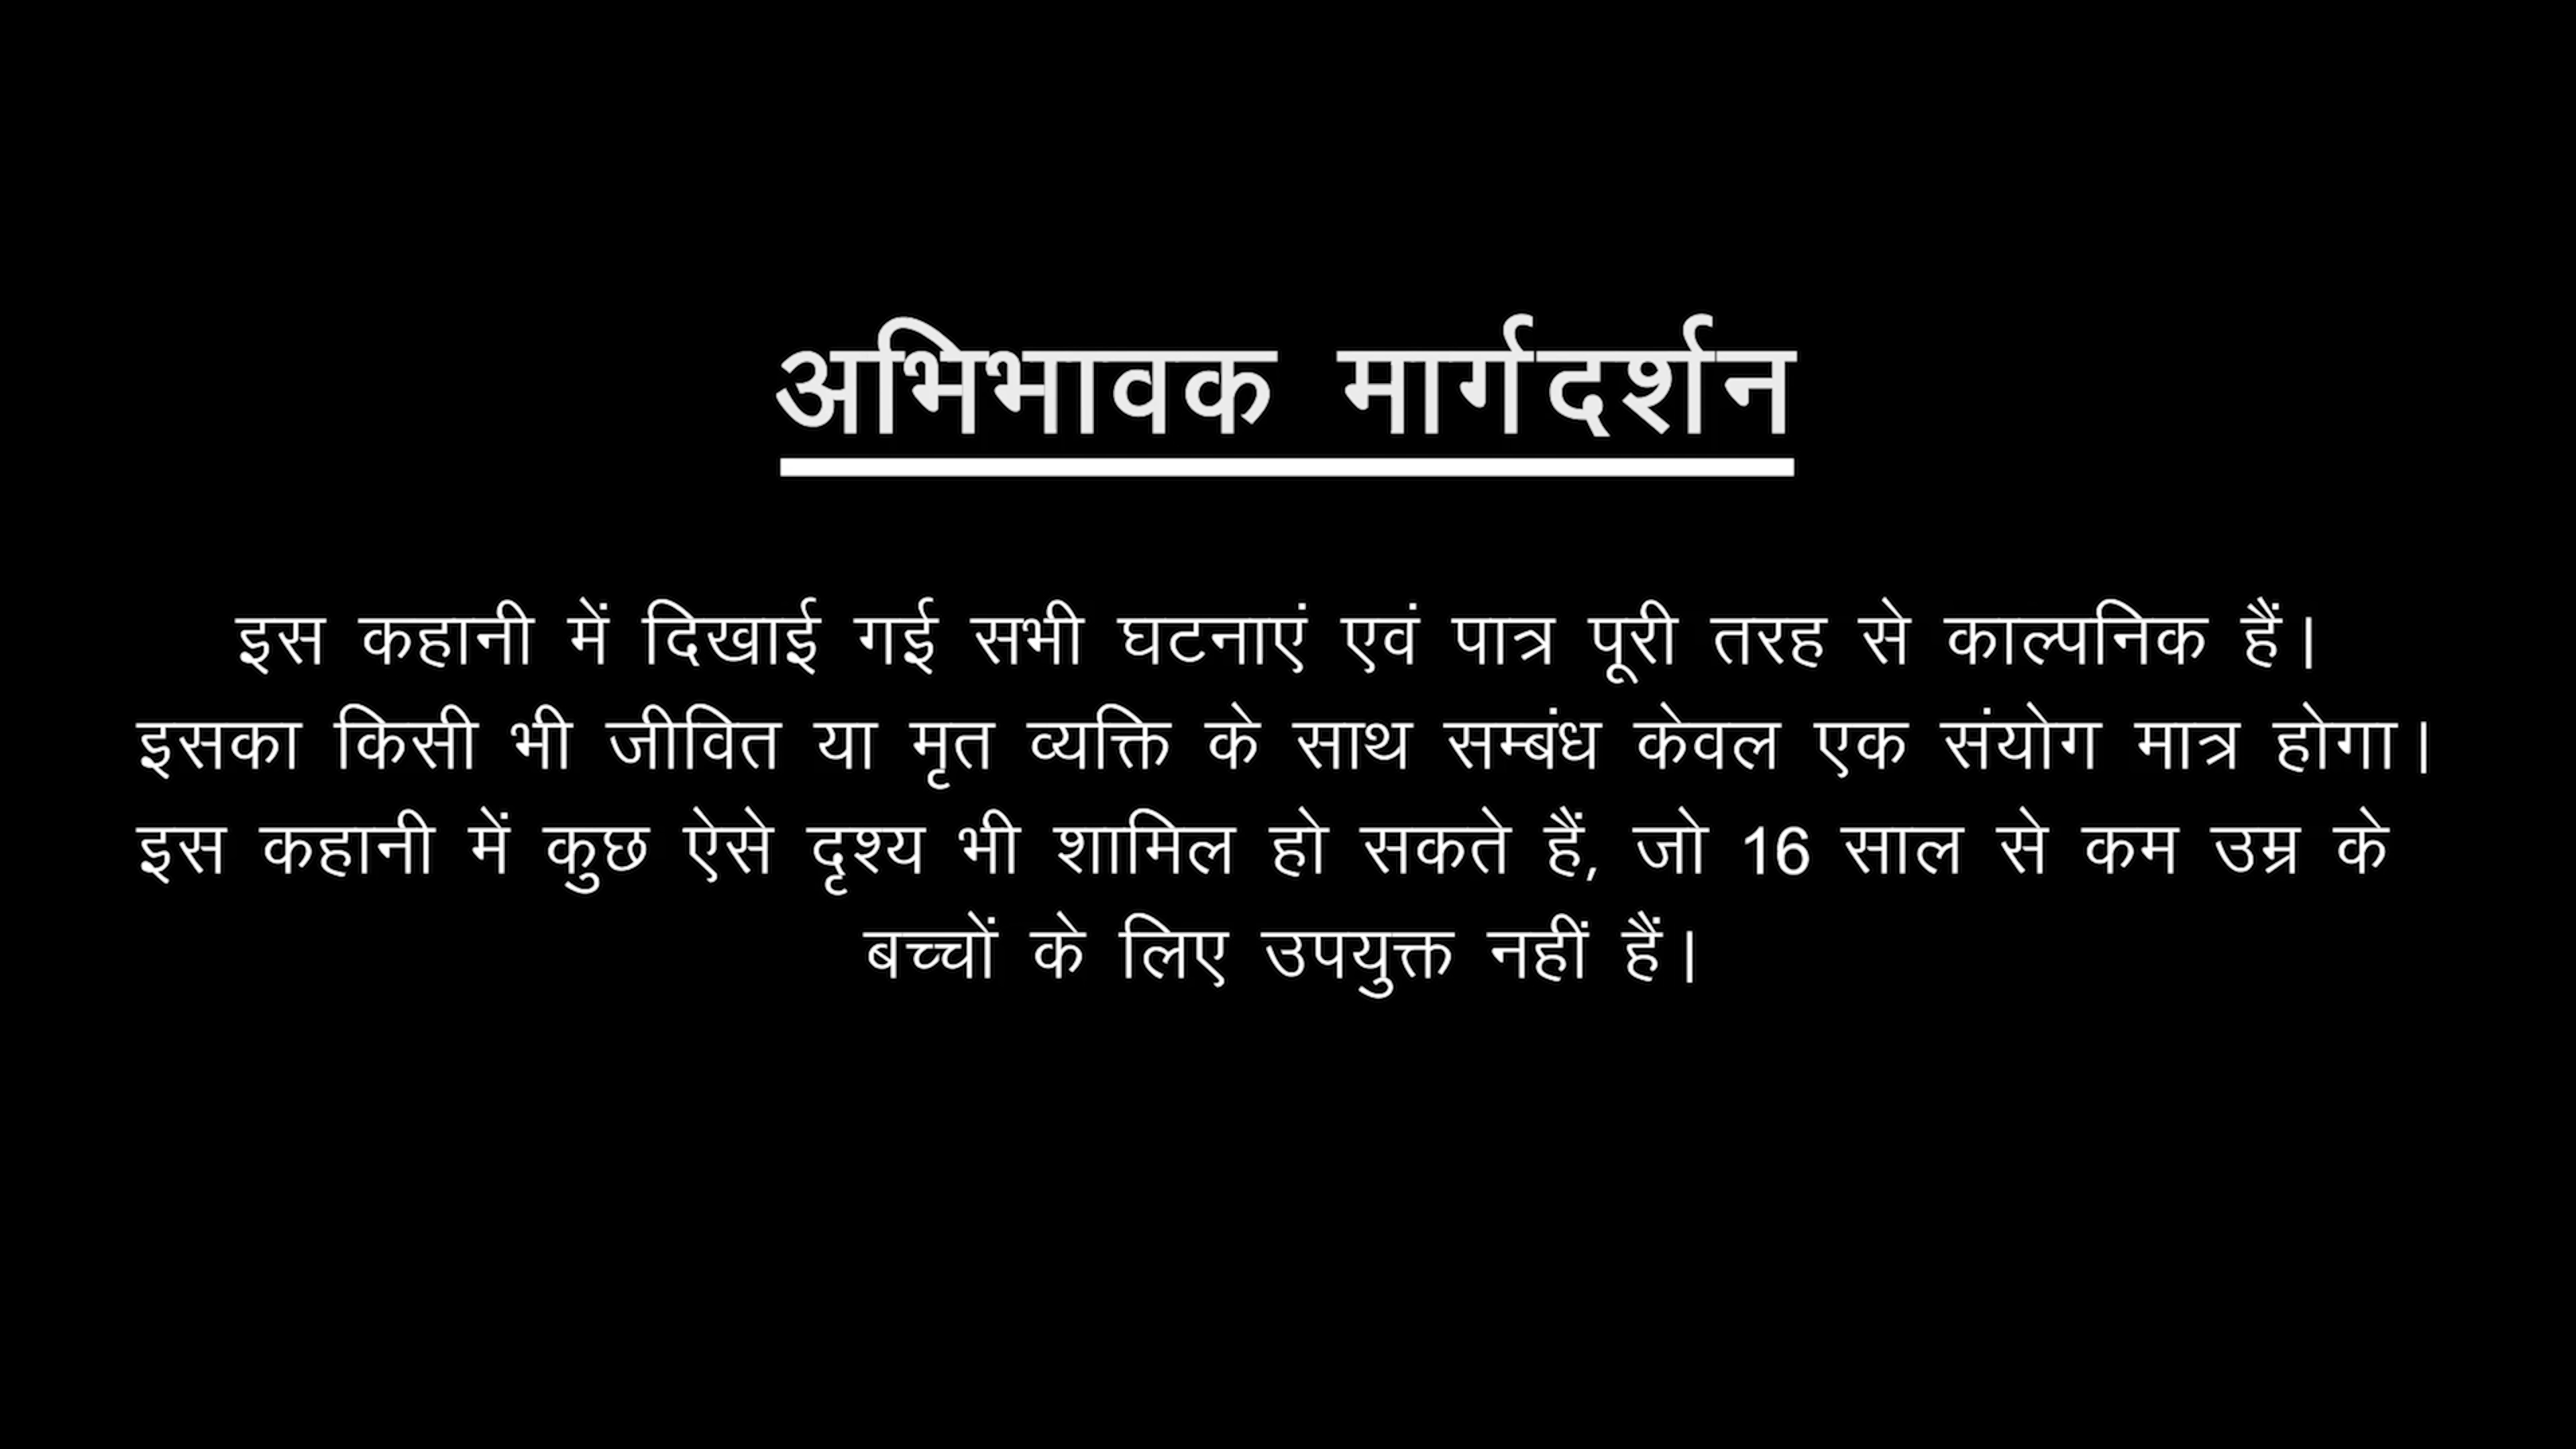 अभिभावक मार्गदर्शन
इस कहानी में दिखाई गई सभी घटनाएं एवं पात्र पूरी तरह से काल्पनिक हैं।
इसका किसी भी जीवित या मृत व्यक्ति के साथ सम्बंध केवल एक संयोग मात्र होगा।
इस कहानी में कुछ ऐसे दृश्य भी शामिल हो सकते हैं, जो 16 साल से कम उम्र के
बच्चों के लिए उपयुक्त नहीं हैं।